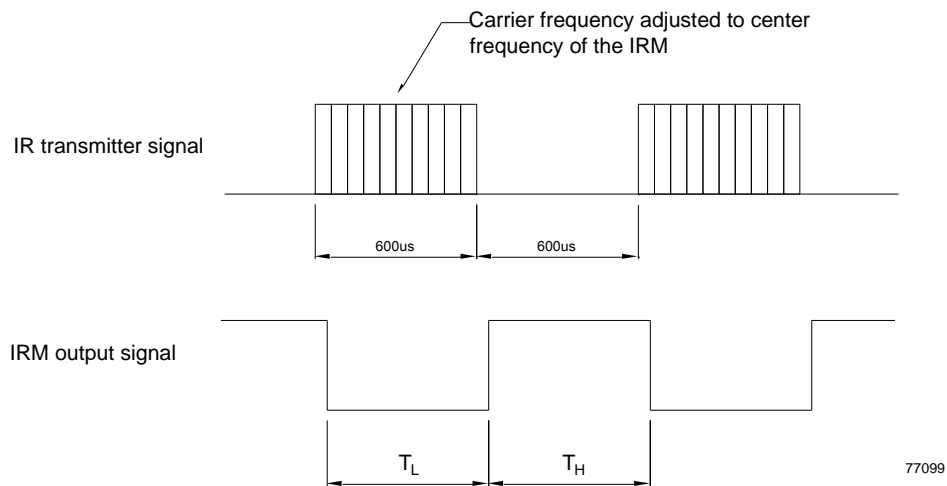 Carrier frequency adjusted to center
frequency of the IRM
IR transmitter signal
600us 600us
IRM output signal
TL TH
77099